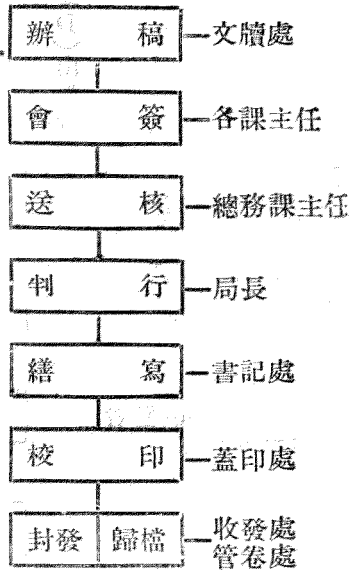 辦稿 文牘處
會簽 各課主任
送核 總務課主任
判行 局長
繕寫 書記處
校印 蓋印處
封發 歸檔 收發處
管卷處